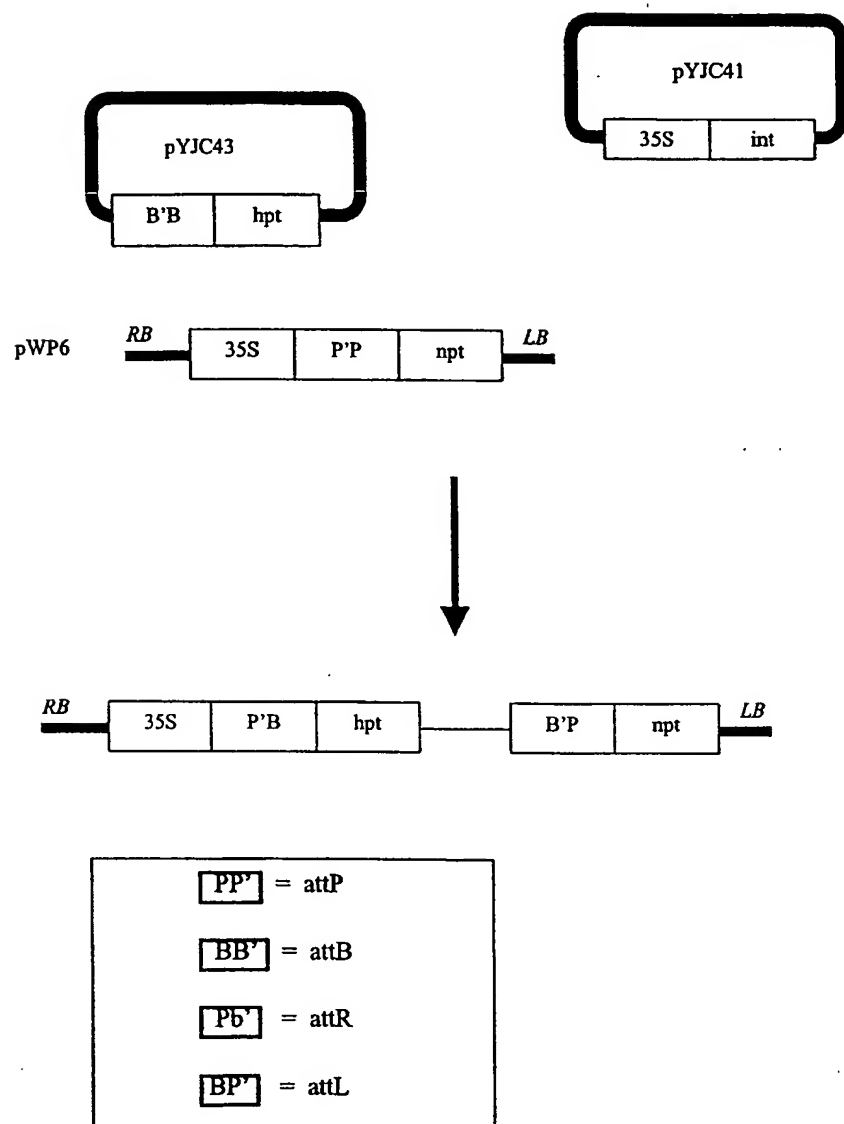 pYJC41
35S int
pYJC43
B'B hpt
pWP6 RB 35S P'P npt LB
RB 35S P'B hpt B'P npt LB
PP' = attP
BB' = attB
Pb' = attR
BP' = attL